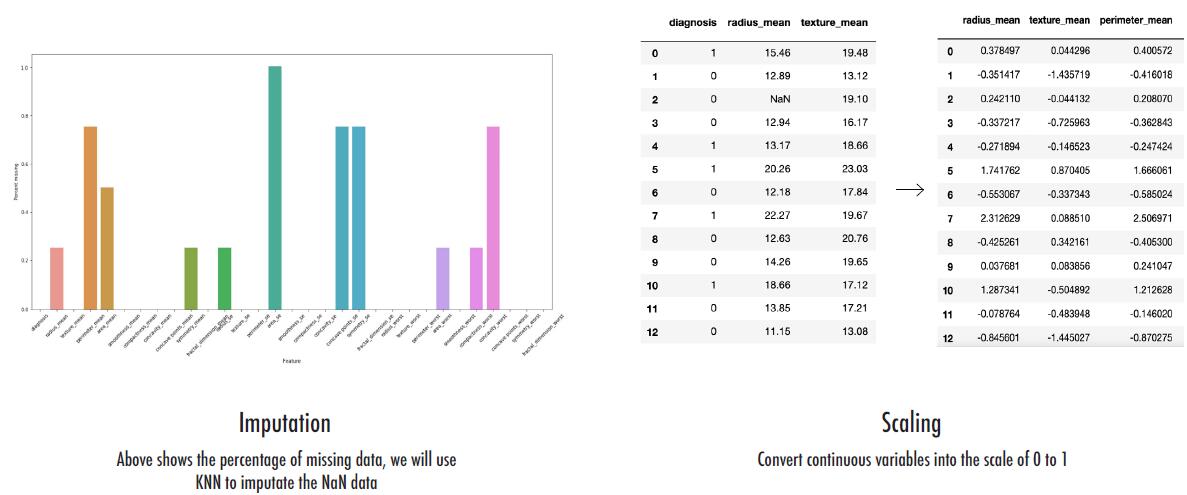 diagnosis radius_mean texture_mean
0 1 15.46 19.48
1 0 12.89 13.12
2 0 NaN 19.10
3 0 12.94 16.17
4 1 13.17 18.66
5 1 20.26 23.03
6 0 12.18 17.84
7 1 22.27 19.67
8 0 12.63 20.76
9 0 14.26 19.65
10 1 18.66 17.12
11 0 13.85 17.21
12 0 11.15 13.08
radius_mean texture_mean perimeter_mean
0 0.378497 0.044296 0.400572
1 -0.351417 -1.435719 -0.416018
2 0.242110 -0.044132 0.208070
3 -0.337217 -0.725963 -0.362843
4 -0.271894 -0.146523 -0.247424
5 1.741762 0.870405 1.666061
6 -0.553067 -0.337343 -0.585024
7 2.312629 0.088510 2.506971
8 -0.425261 0.342161 -0.405300
9 0.037681 0.083856 0.241047
10 1.287341 -0.504892 1.212628
11 -0.078764 -0.483948 -0.146020
12 -0.845601 -1.445027 -0.870275
Percent missing
1.0
0.8
0.6
0.4
0.2
0.0
diagnosis
radius_mean
texture_mean
perimeter_mean
area_mean
smoothness_mean
compactness_mean
concavity_mean
concave points_mean
symmetry_mean
fractal_dimension_mean
radius_se
texture_se
perimeter_se
area_se
smoothness_se
compactness_se
concavity_se
concave points_se
symmetry_se
fractal_dimension_se
radius_worst
texture_worst
perimeter_worst
area_worst
smoothness_worst
compactness_worst
concavity_worst
concave points_worst
symmetry_worst
fractal_dimension_worst
Feature
Imputation
Above shows the percentage of missing data, we will use
KNN to imputate the NaN data
Scaling
Convert continuous variables into the scale of 0 to 1